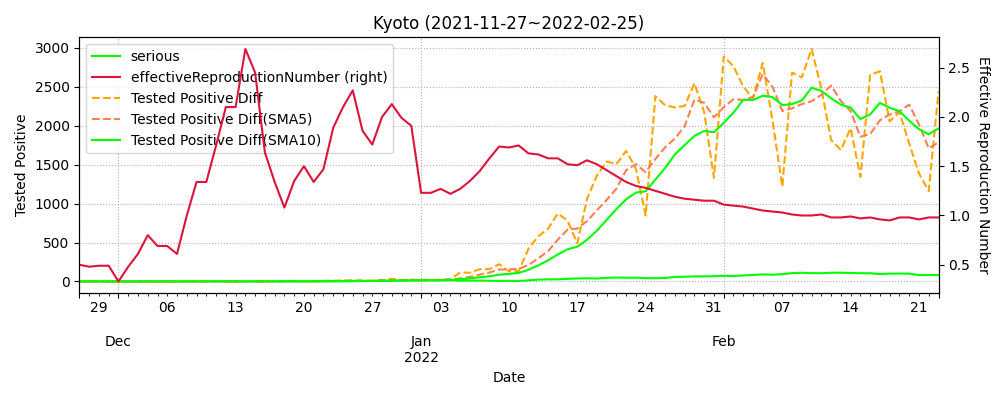 Kyoto (2021-11-27~2022-02-25)
serious
effectiveReproductionNumber (right)
Tested Positive Diff
Tested Positive Diff(SMA5)
Tested Positive Diff(SMA10)
Tested Positive
3000
2500
2000
1500
1000
500
0
Effective Reproduction Number
2.5
2.0
1.5
1.0
0.5
29 06 13 20 27 03 10 17 24 31 07 14 21
Dec Jan Feb
2022
Date